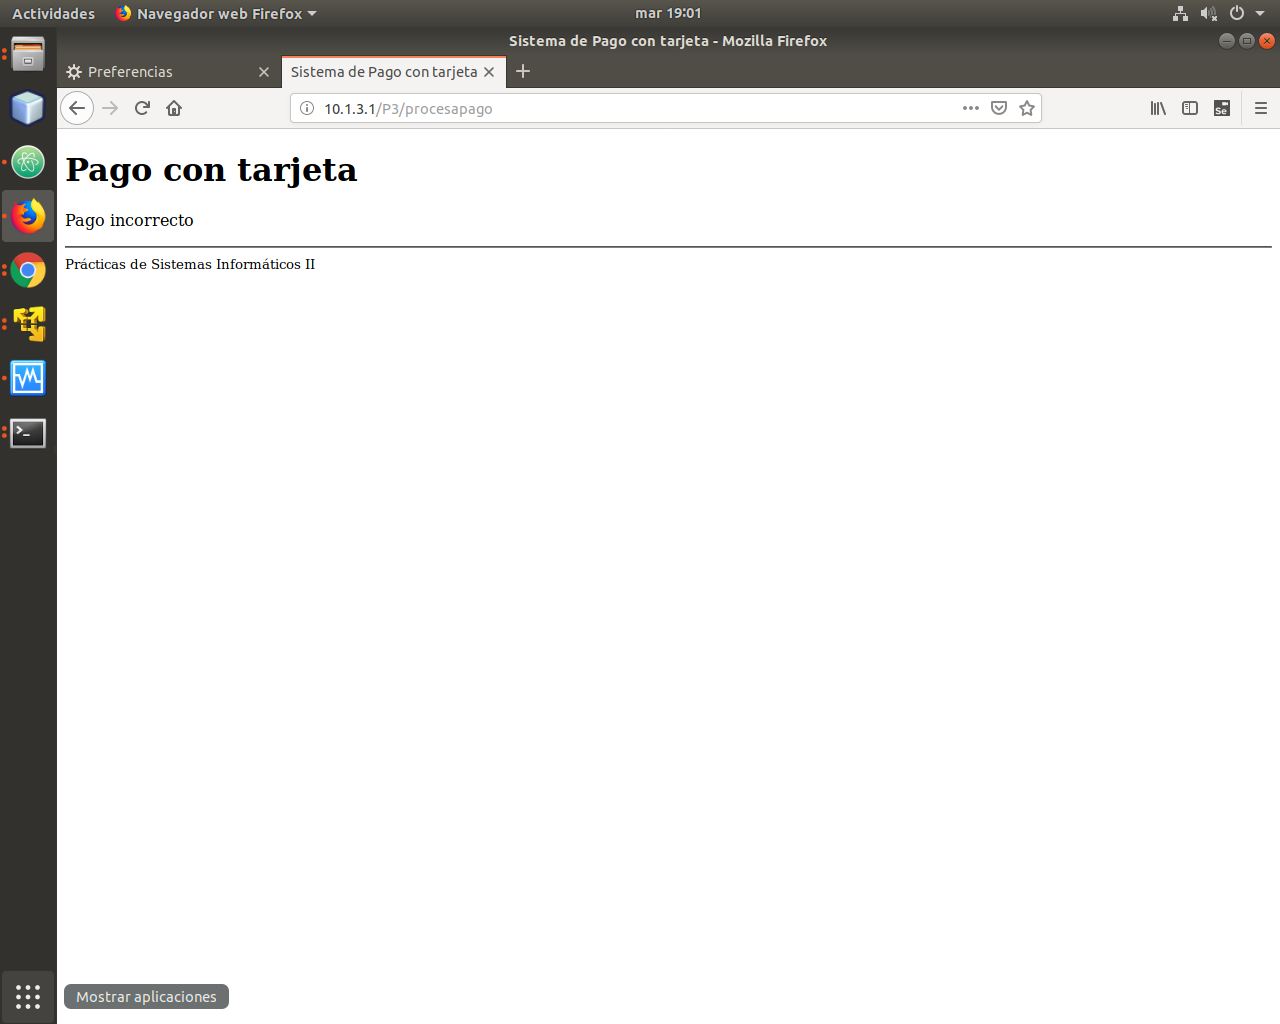 Actividades
Navegador web Firefox
mar 19:01
Sistema de Pago con tarjeta - Mozilla Firefox
Preferencias
Sistema de Pago con tarjeta
10.1.3.1/P3/procesapago
Se
Pago con tarjeta
Pago incorrecto
Prácticas de Sistemas Informáticos II
Mostrar aplicaciones